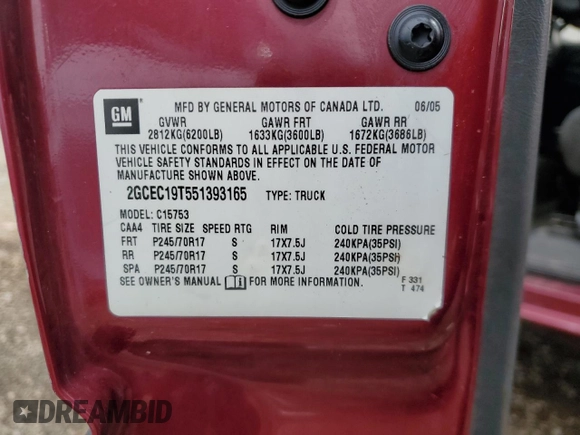 GM
MFD BY GENERAL MOTORS OF CANADA LTD. 06/05
GVWR GAWR FRT GAWR RR
2812KG(6200LB) 1633KG(3600LB) 1672KG(3686LB)
THIS VEHICLE CONFORMS TO ALL APPLICABLE U.S. FEDERAL MOTOR
VEHICLE SAFETY STANDARDS IN EFFECT ON THE DATE OF
MANUFACTURE SHOWN ABOVE.
2GCEC19T551393165 TYPE: TRUCK
MODEL: C15753
CAA4 TIRE SIZE SPEED RTG RIM COLD TIRE PRESSURE
FRT P245/70R17 S 17X7.5J 240KPA(35PSI)
RR P245/70R17 S 17X7.5J 240KPA(35PSI)
SPA P245/70R17 S 17X7.5J 240KPA(35PSI)
SEE OWNER'S MANUAL FOR MORE INFORMATION.
F 331
T 474
DREAMBID